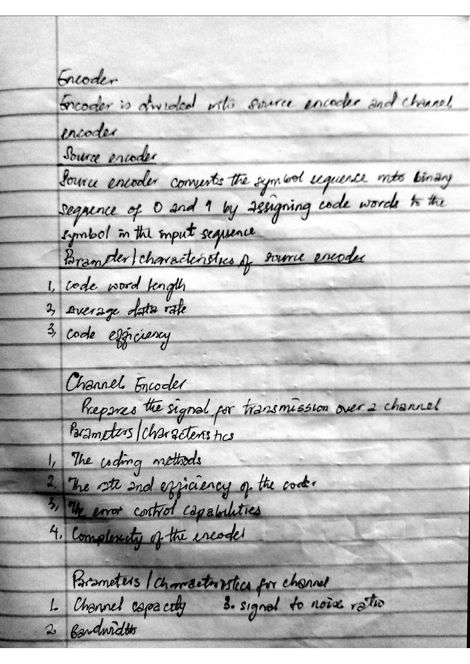 Encoder
Encoder is divided into source encoder and channel
encoder
Source encoder
Source encoder converts the symbol sequence into binary
sequence of 0 and 1 by assigning code words to the
symbol in the input sequence
Parameter/characteristics of source encoder
1, Code word length
2, Average data rate
3, Code efficiency
Channel Encoder
Prepares the signal for transmission over a channel
Parameters/characteristics
1, The coding methods
2, The rate and efficiency of the coder
3, The error control capabilities
4. Complexity of the encoder
Parameters/characteristics for channel
1. Channel capacity 3. signal to noise ratio
2. Bandwidth